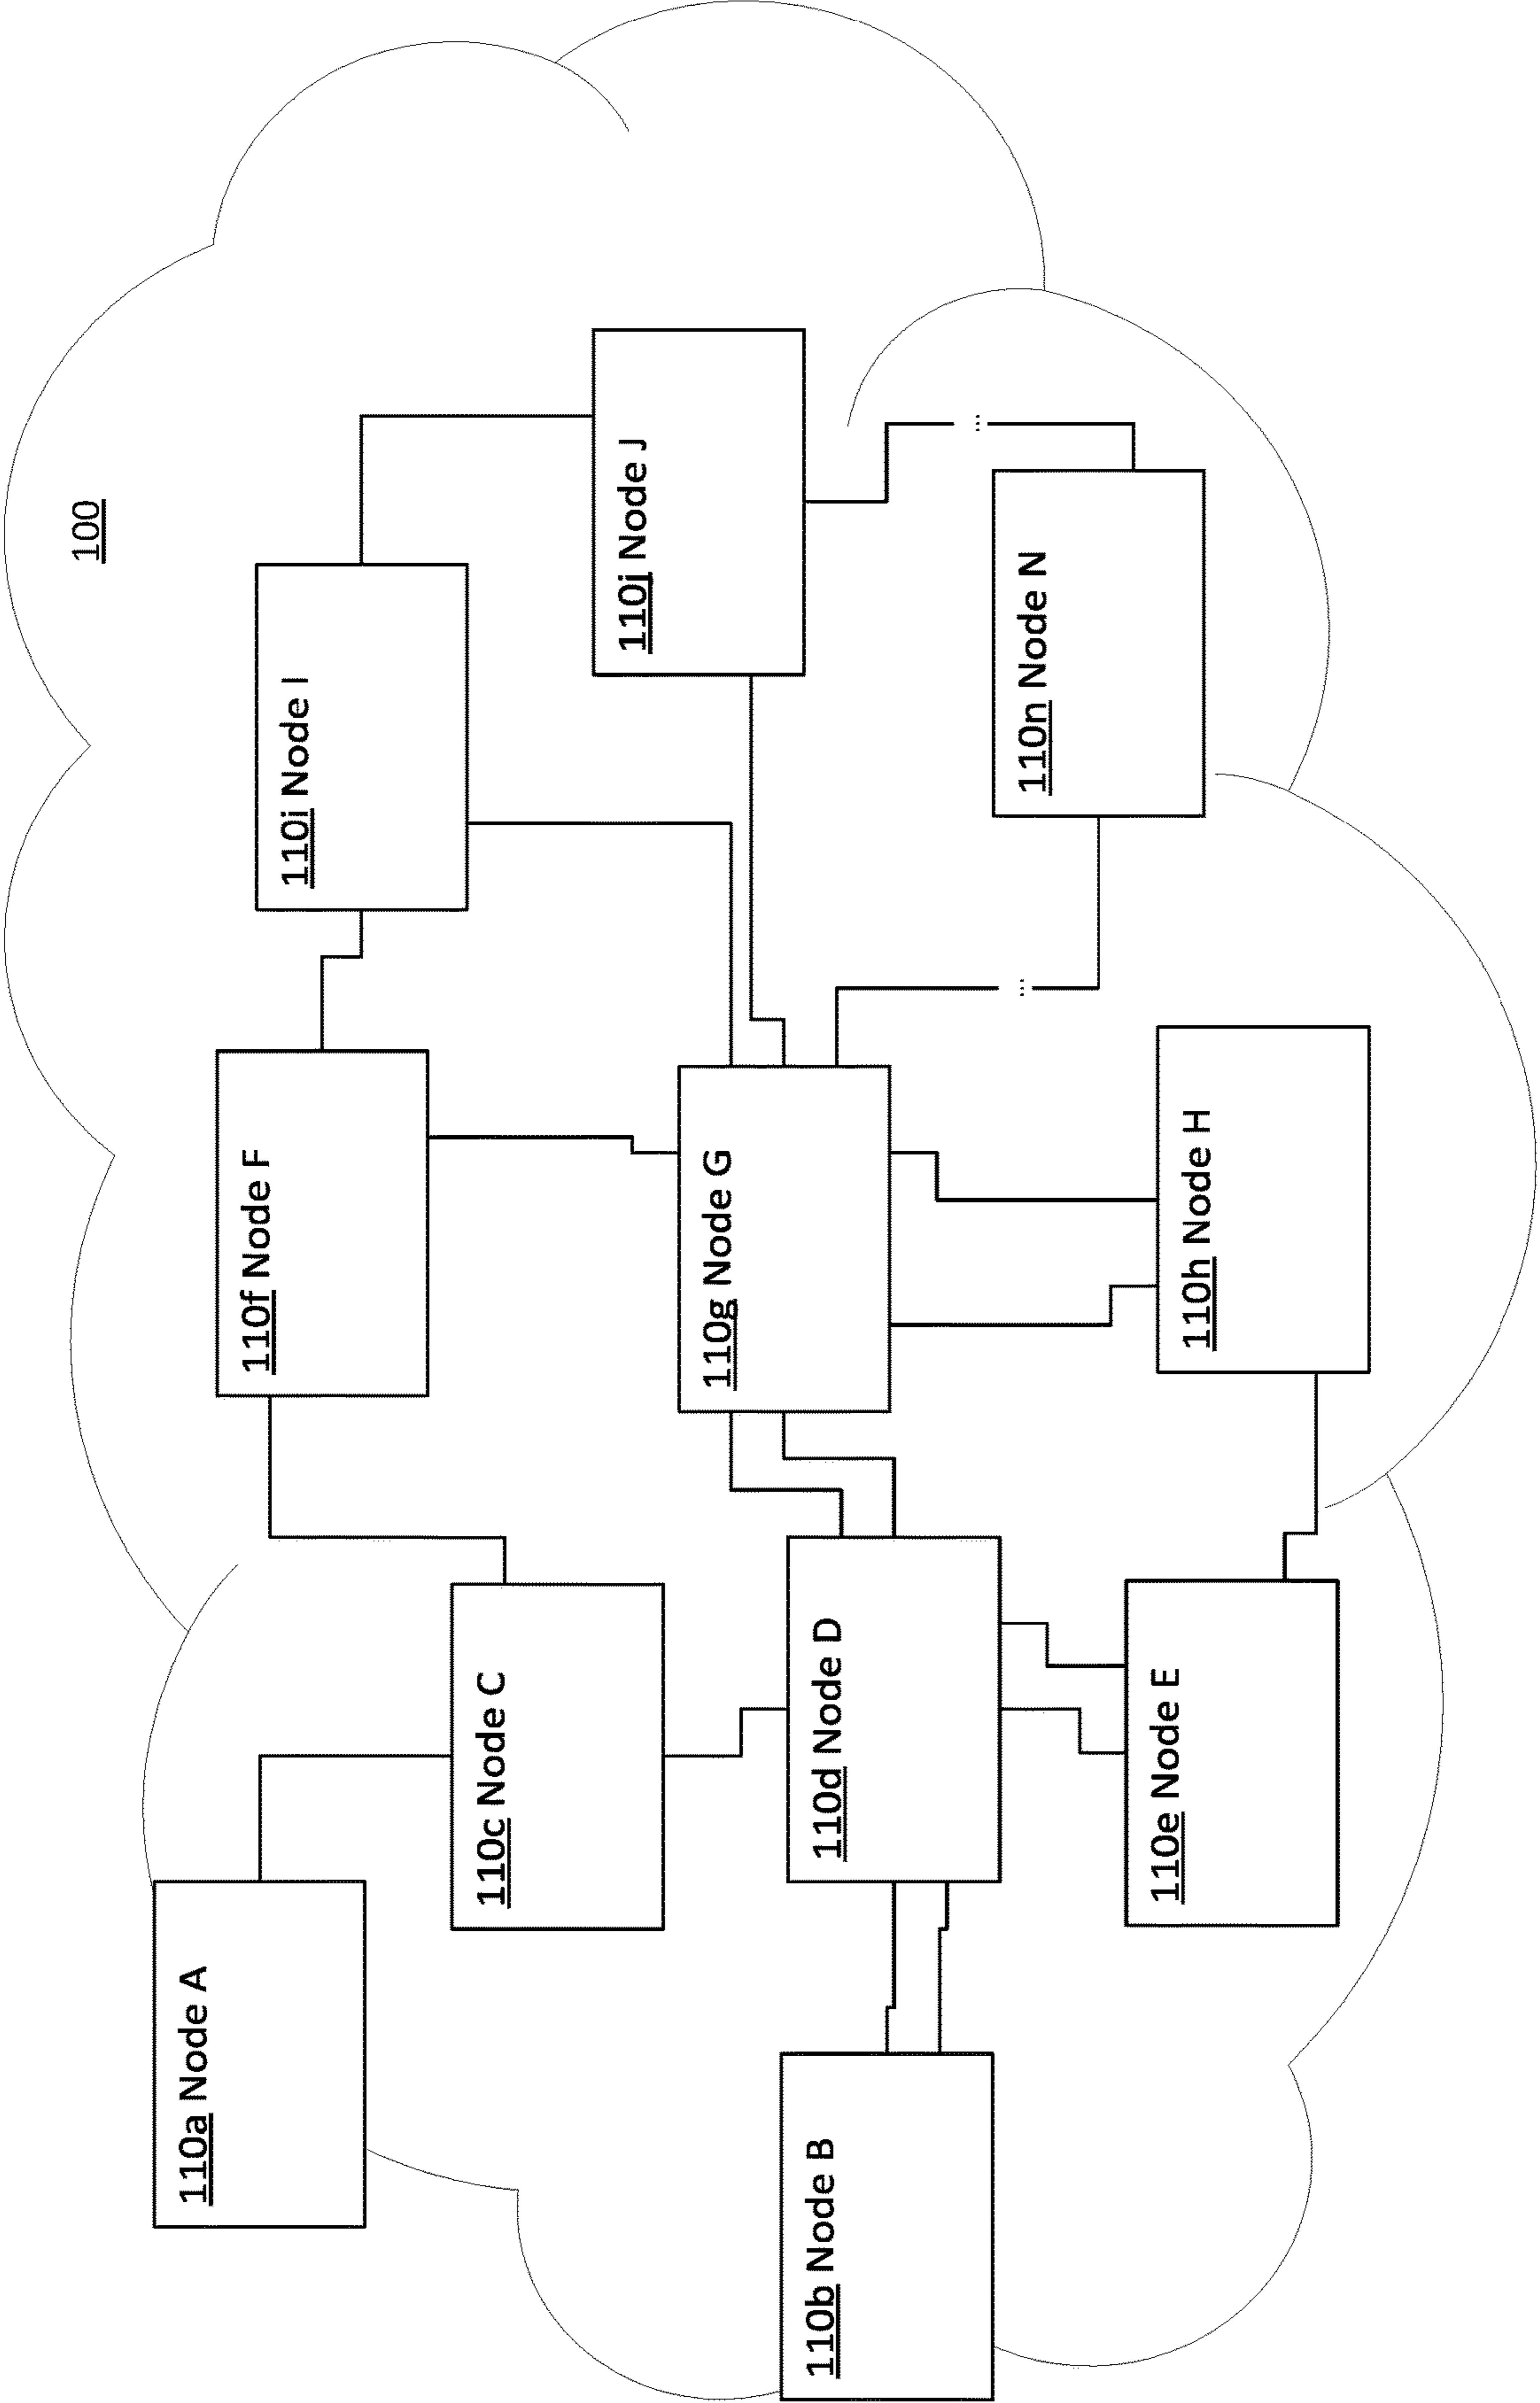 100
110a Node A
110b Node B
110c Node C
110d Node D
110e Node E
110f Node F
110g Node G
110h Node H
110i Node I
110j Node J
110n Node N
...
...